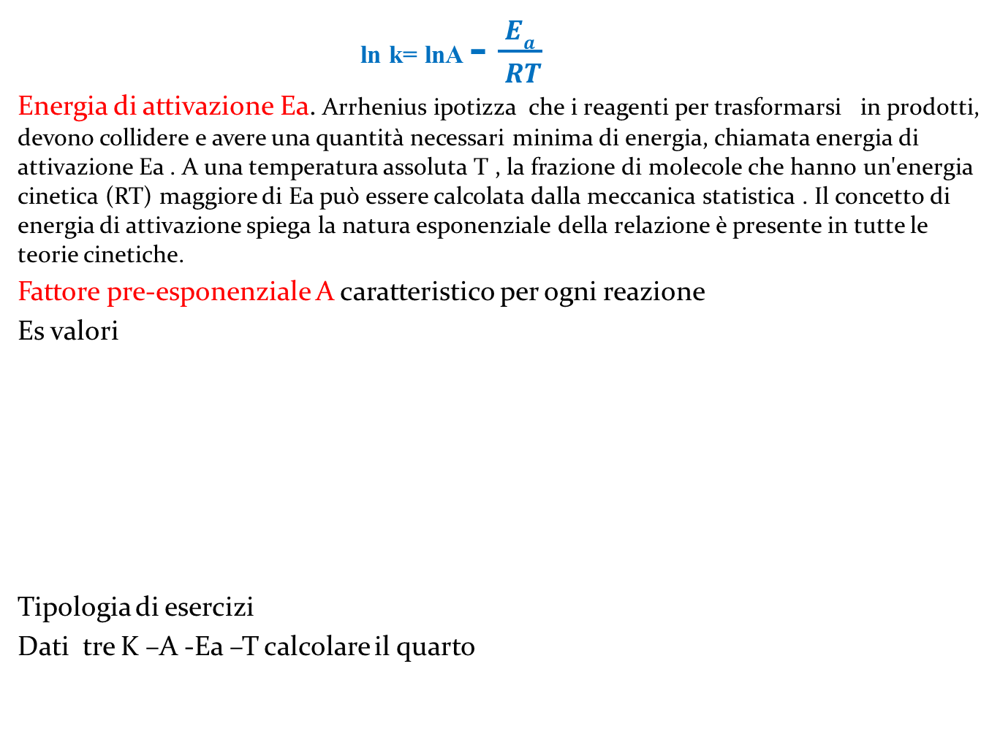 ln k= lnA - Ea/RT
Energia di attivazione Ea. Arrhenius ipotizza che i reagenti per trasformarsi in prodotti,
devono collidere e avere una quantità necessari minima di energia, chiamata energia di
attivazione Ea . A una temperatura assoluta T , la frazione di molecole che hanno un'energia
cinetica (RT) maggiore di Ea può essere calcolata dalla meccanica statistica . Il concetto di
energia di attivazione spiega la natura esponenziale della relazione è presente in tutte le
teorie cinetiche.
Fattore pre-esponenziale A caratteristico per ogni reazione
Es valori
Tipologia di esercizi
Dati tre K –A -Ea –T calcolare il quarto